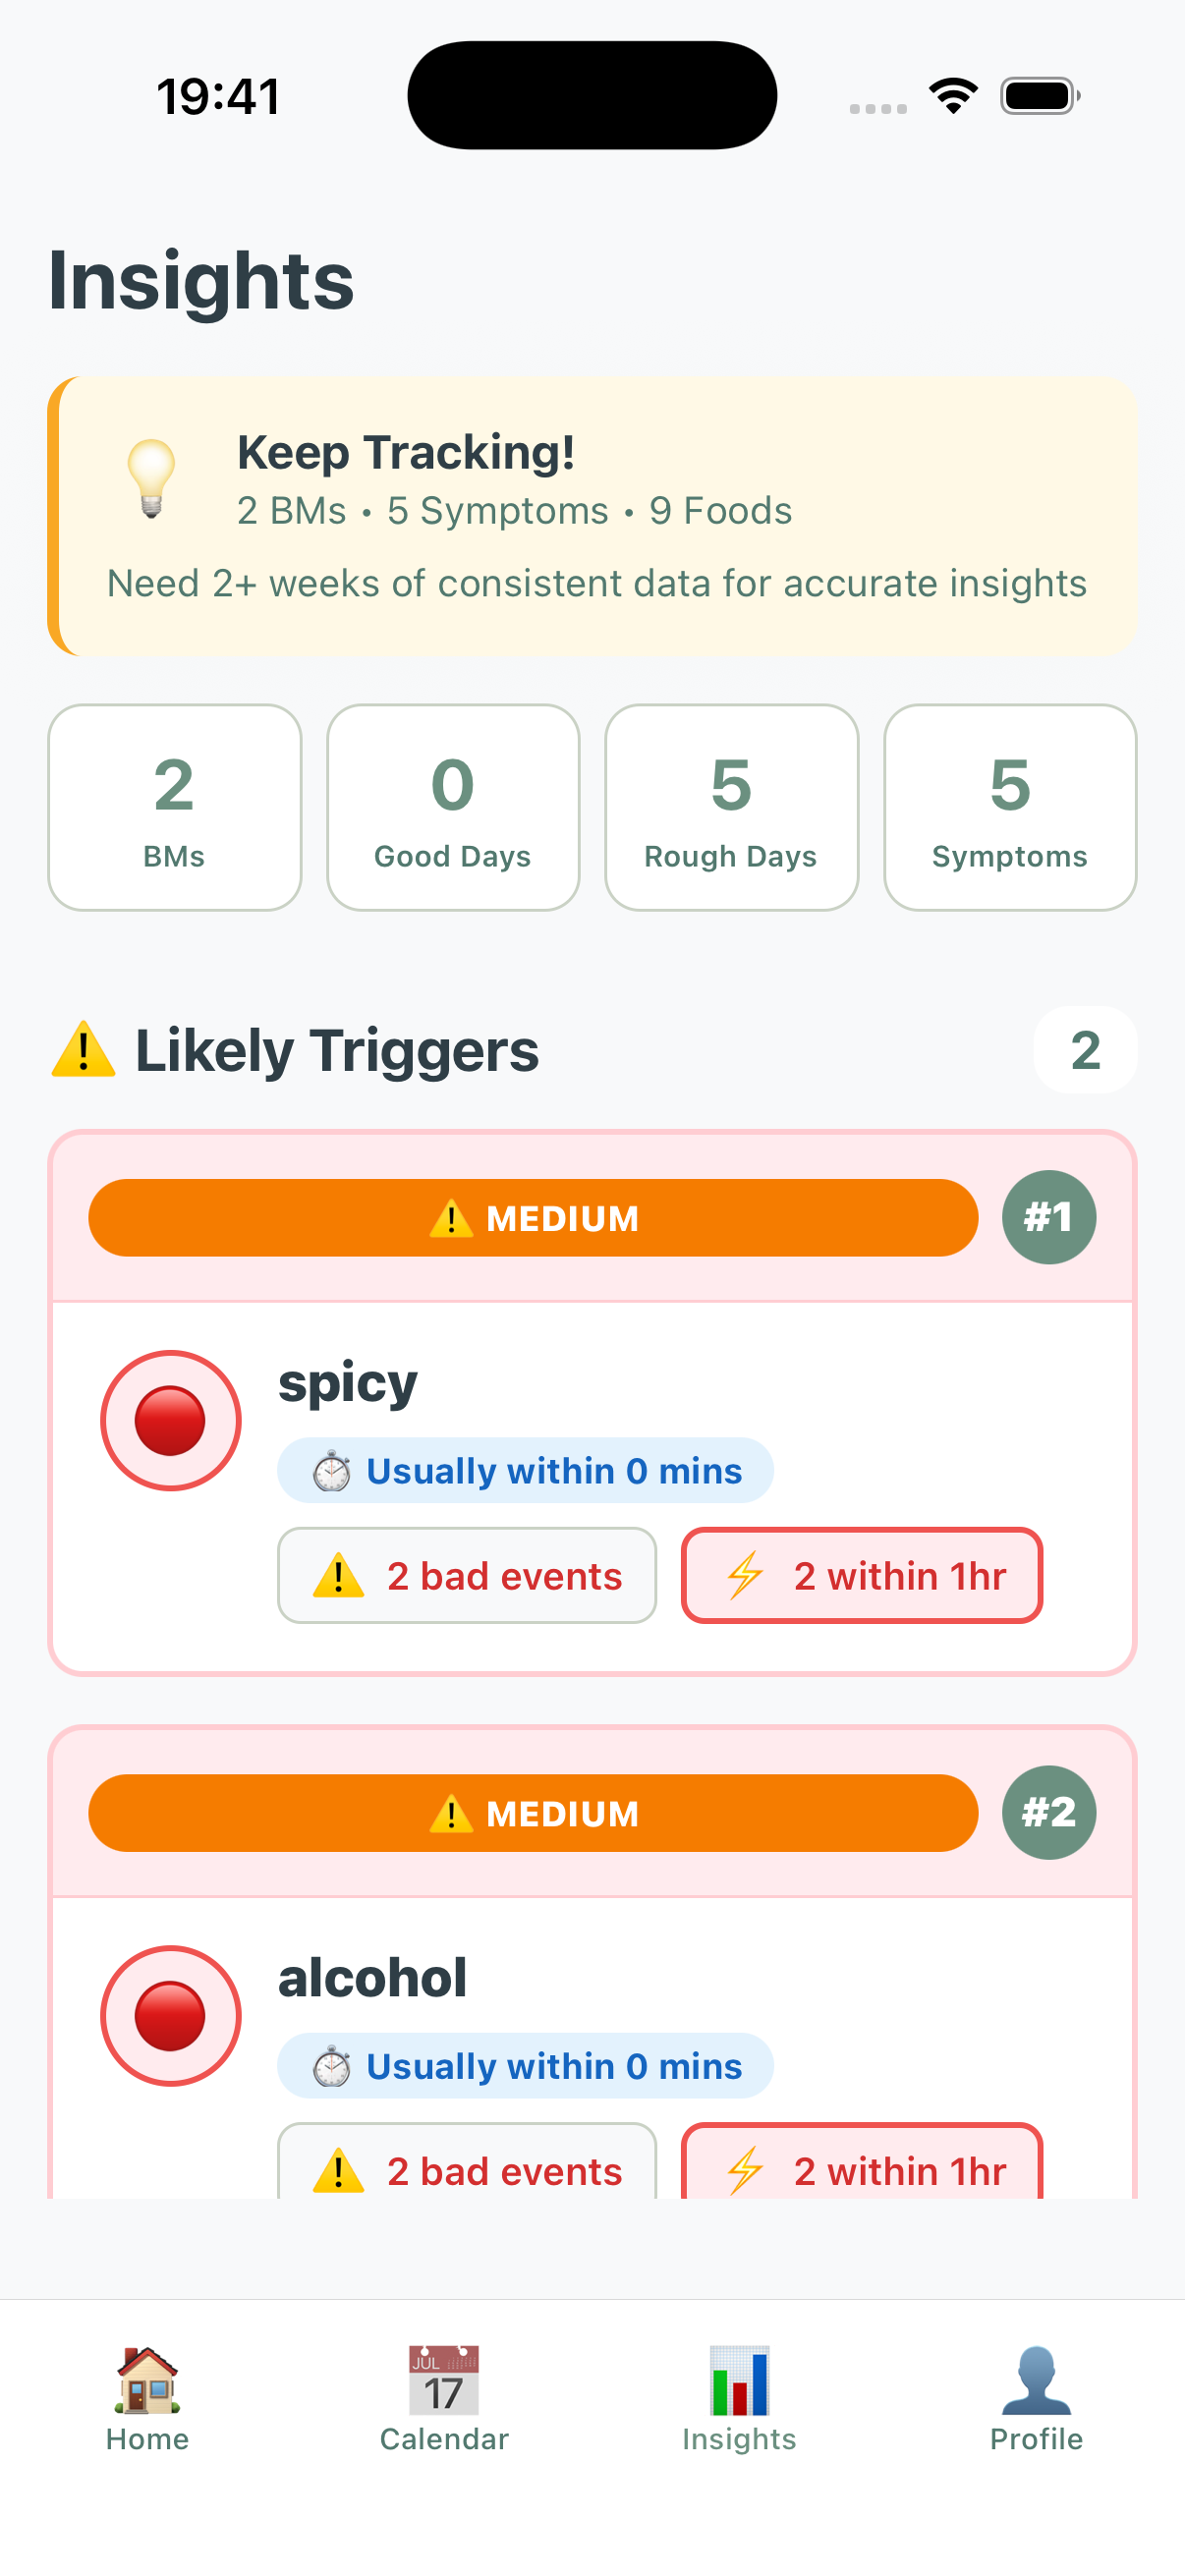 19:41
Insights
Keep Tracking!
2 BMs • 5 Symptoms • 9 Foods
Need 2+ weeks of consistent data for accurate insights
2
BMs
0
Good Days
5
Rough Days
5
Symptoms
Likely Triggers
2
MEDIUM
#1
spicy
Usually within 0 mins
2 bad events
2 within 1hr
MEDIUM
#2
alcohol
Usually within 0 mins
2 bad events
2 within 1hr
JUL
17
Home
Calendar
Insights
Profile